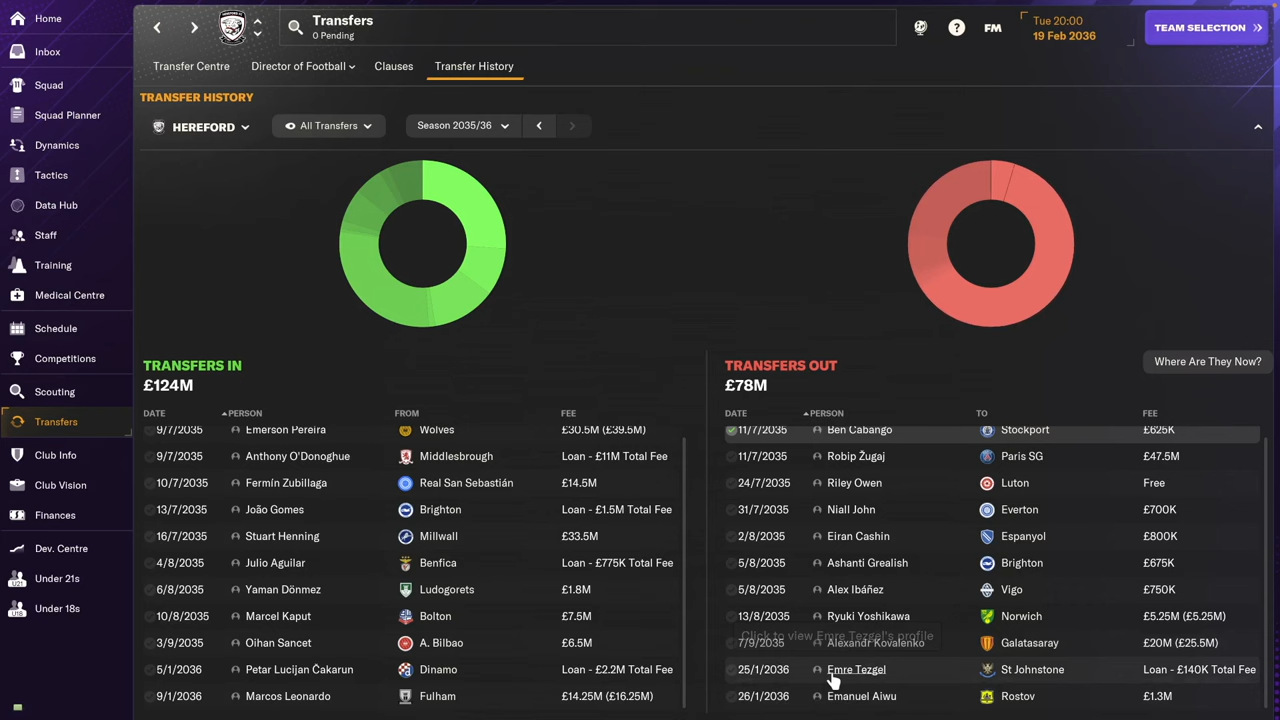 Home
Inbox
Squad
Squad Planner
Dynamics
Tactics
Data Hub
Staff
Training
Medical Centre
Schedule
Competitions
Scouting
Transfers
Club Info
Club Vision
Finances
Dev. Centre
Under 21s
Under 18s
Transfers
0 Pending
FM
Tue 20:00
19 Feb 2036
TEAM SELECTION
Transfer Centre Director of Football Clauses Transfer History
TRANSFER HISTORY
HEREFORD All Transfers Season 2035/36
TRANSFERS IN
£124M
DATE PERSON FROM FEE
9/7/2035 Emerson Pereira Wolves £30.5M (£39.5M)
9/7/2035 Anthony O'Donoghue Middlesbrough Loan - £11M Total Fee
10/7/2035 Fermín Zubillaga Real San Sebastián £14.5M
13/7/2035 João Gomes Brighton Loan - £1.5M Total Fee
16/7/2035 Stuart Henning Millwall £33.5M
4/8/2035 Julio Aguilar Benfica Loan - £775K Total Fee
6/8/2035 Yaman Dönmez Ludogorets £1.8M
10/8/2035 Marcel Kaput Bolton £7.5M
3/9/2035 Oihan Sancet A. Bilbao £6.5M
5/1/2036 Petar Lucijan Čakarun Dinamo Loan - £2.2M Total Fee
9/1/2036 Marcos Leonardo Fulham £14.25M (£16.25M)
TRANSFERS OUT
£78M
Where Are They Now?
DATE PERSON TO FEE
11/7/2035 Ben Cabango Stockport £625K
11/7/2035 Robip Žugaj Paris SG £47.5M
24/7/2035 Riley Owen Luton Free
31/7/2035 Niall John Everton £700K
2/8/2035 Eiran Cashin Espanyol £800K
5/8/2035 Ashanti Grealish Brighton £675K
5/8/2035 Alex Ibáñez Vigo £750K
13/8/2035 Ryuki Yoshikawa Norwich £5.25M (£5.25M)
Click to view Emre Tezgel's profile
7/9/2035 Alexandr Kovalenko Galatasaray £20M (£25.5M)
25/1/2036 Emre Tezgel St Johnstone Loan - £140K Total Fee
26/1/2036 Emanuel Aiwu Rostov £1.3M